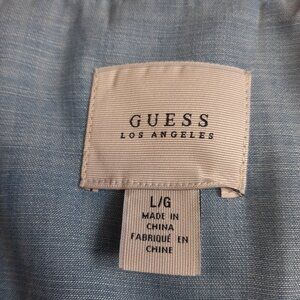 GUESS
LOS ANGELES
L/G
MADE IN
CHINA
FABRIQUÉ EN
CHINE